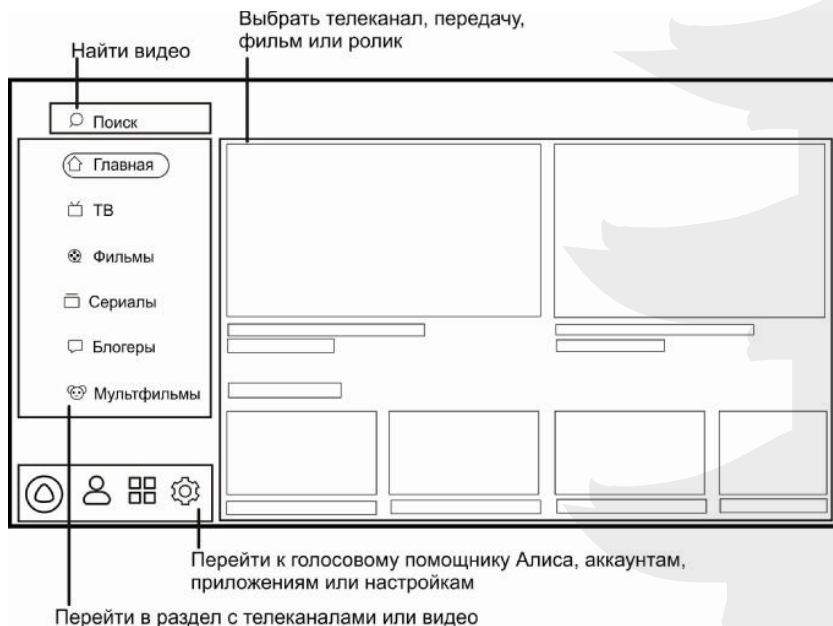 Выбрать телеканал, передачу,
фильм или ролик
Найти видео
Поиск
Главная
ТВ
Фильмы
Сериалы
Блогеры
Мультфильмы
Перейти к голосовому помощнику Алиса, аккаунтам,
приложениям или настройкам
Перейти в раздел с телеканалами или видео